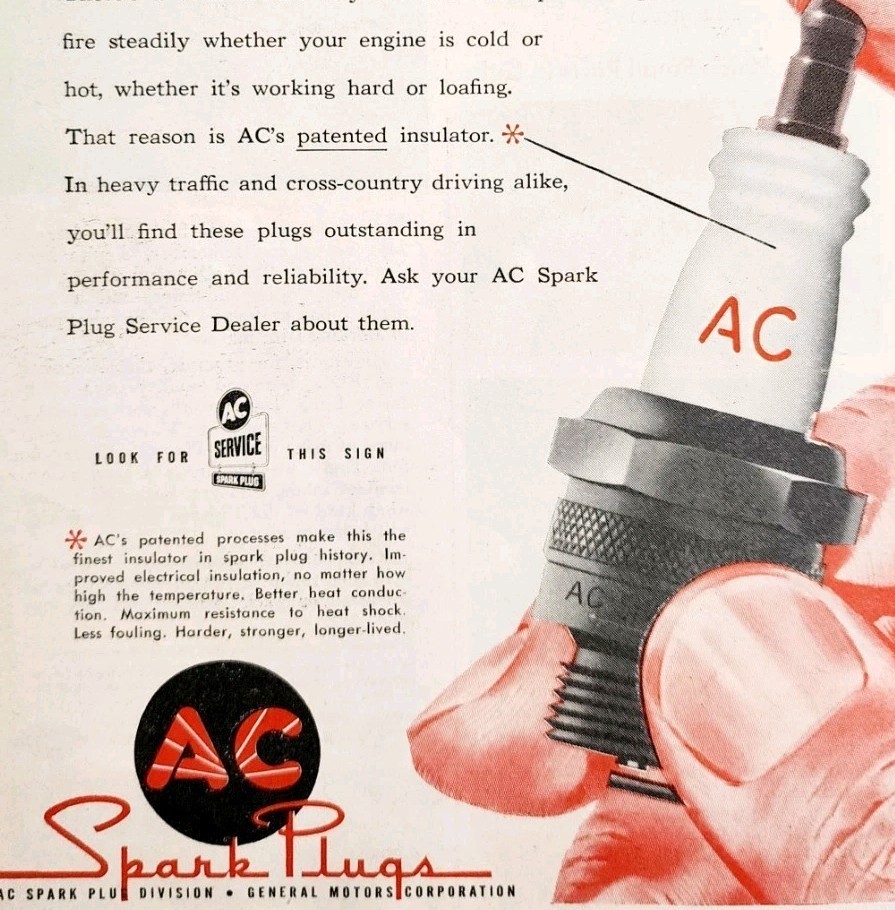 fire steadily whether your engine is cold or
hot, whether it's working hard or loafing.
That reason is AC's patented insulator. *
In heavy traffic and cross-country driving alike,
you'll find these plugs outstanding in
performance and reliability. Ask your AC Spark
Plug Service Dealer about them.
AC
LOOK FOR
AC
SERVICE
SPARK PLUG
THIS SIGN
* AC's patented processes make this the
finest insulator in spark plug history. Im-
proved electrical insulation, no matter how
high the temperature. Better heat conduc-
tion. Maximum resistance to heat shock.
Less fouling. Harder, stronger, longer-lived.
AC
AC
Spark Plugs
AC SPARK PLUG DIVISION • GENERAL MOTORS CORPORATION